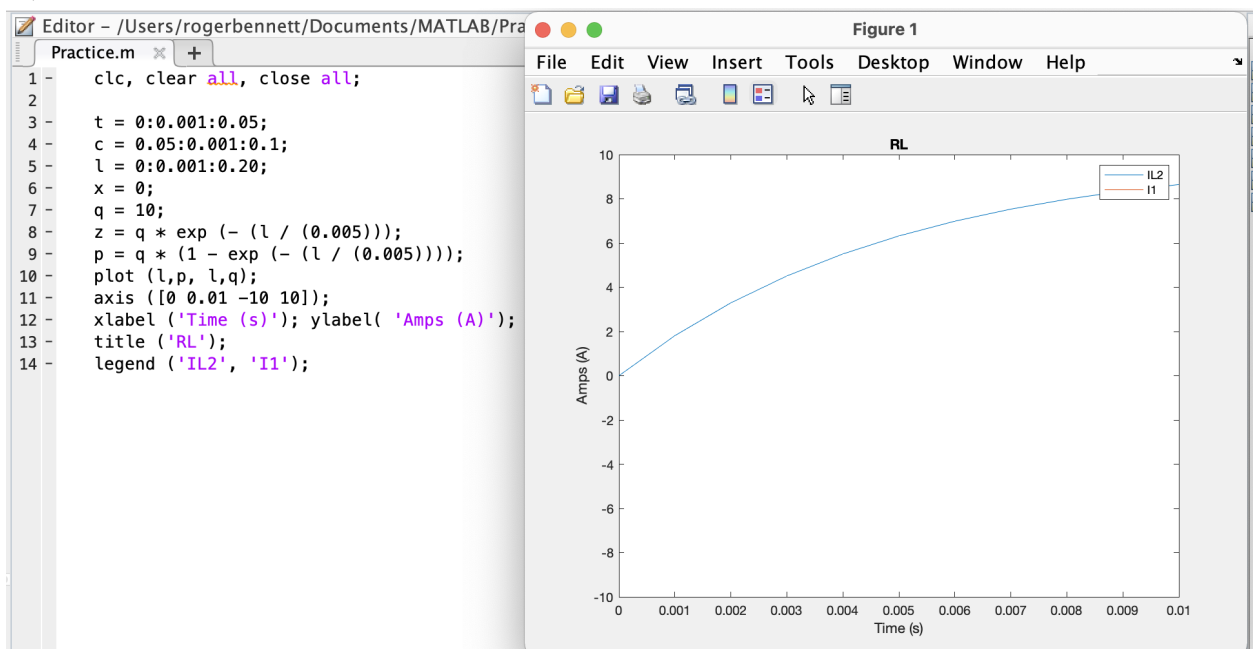 Editor – /Users/rogerbennett/Documents/MATLAB/Pra
Practice.m × +
1 – clc, clear all, close all;
2
3 – t = 0:0.001:0.05;
4 – c = 0.05:0.001:0.1;
5 – l = 0:0.001:0.20;
6 – x = 0;
7 – q = 10;
8 – z = q * exp (- (l / (0.005)));
9 – p = q * (1 - exp (- (l / (0.005))));
10 – plot (l,p, l,q);
11 – axis ([0 0.01 -10 10]);
12 – xlabel ('Time (s)'); ylabel( 'Amps (A)');
13 – title ('RL');
14 – legend ('IL2', 'I1');
Figure 1
File Edit View Insert Tools Desktop Window Help
RL
IL2
I1
10
8
6
4
2
0
-2
-4
-6
-8
-10
Amps (A)
0 0.001 0.002 0.003 0.004 0.005 0.006 0.007 0.008 0.009 0.01
Time (s)